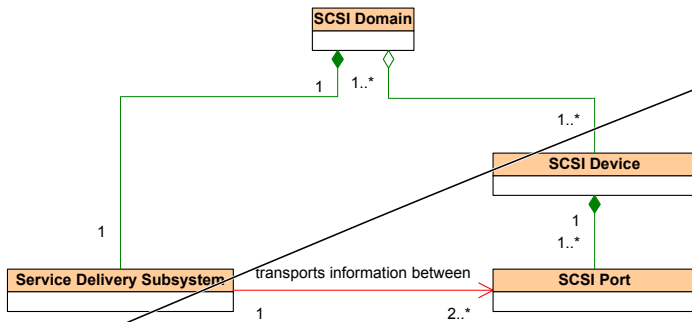 SCSI Domain
1
1..*
1..*
SCSI Device
1
1
1..*
Service Delivery Subsystem
transports information between
SCSI Port
1
2..*